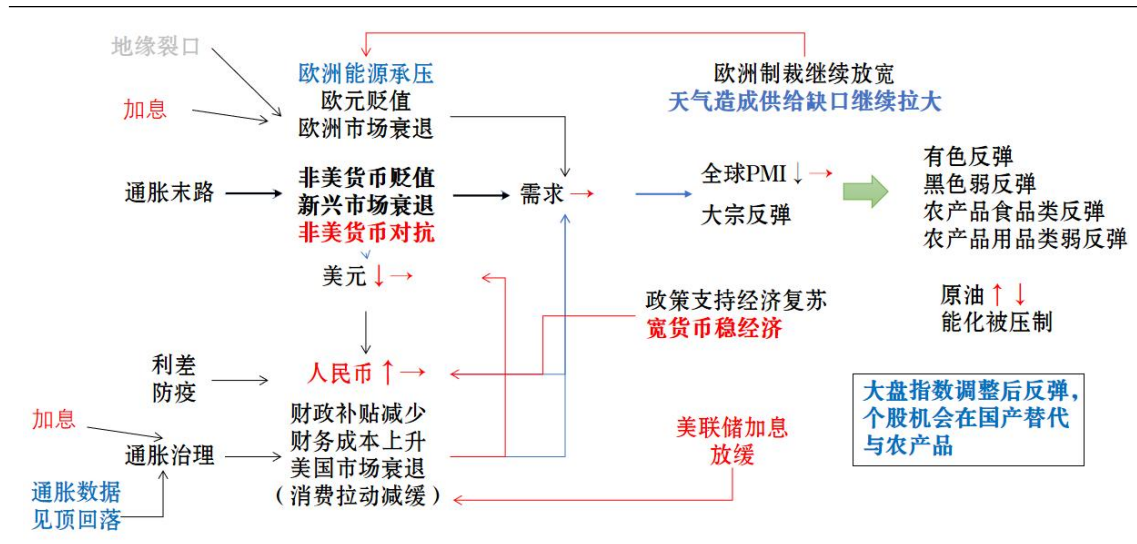 地缘裂口
加息
欧洲能源承压
欧元贬值
欧洲市场衰退
欧洲制裁继续放宽
天气造成供给缺口继续拉大
通胀末路
非美货币贬值
新兴市场衰退
非美货币对抗
需求→
全球PMI↓→
大宗反弹
有色反弹
黑色弱反弹
农产品食品类反弹
农产品用品类弱反弹
美元↓→
原油↑↓
能化被压制
政策支持经济复苏
宽货币稳经济
利差
防疫
人民币↑→
加息
通胀治理
通胀数据
见顶回落
财政补贴减少
财务成本上升
美国市场衰退
（消费拉动减缓）
美联储加息
放缓
大盘指数调整后反弹，
个股机会在国产替代
与农产品